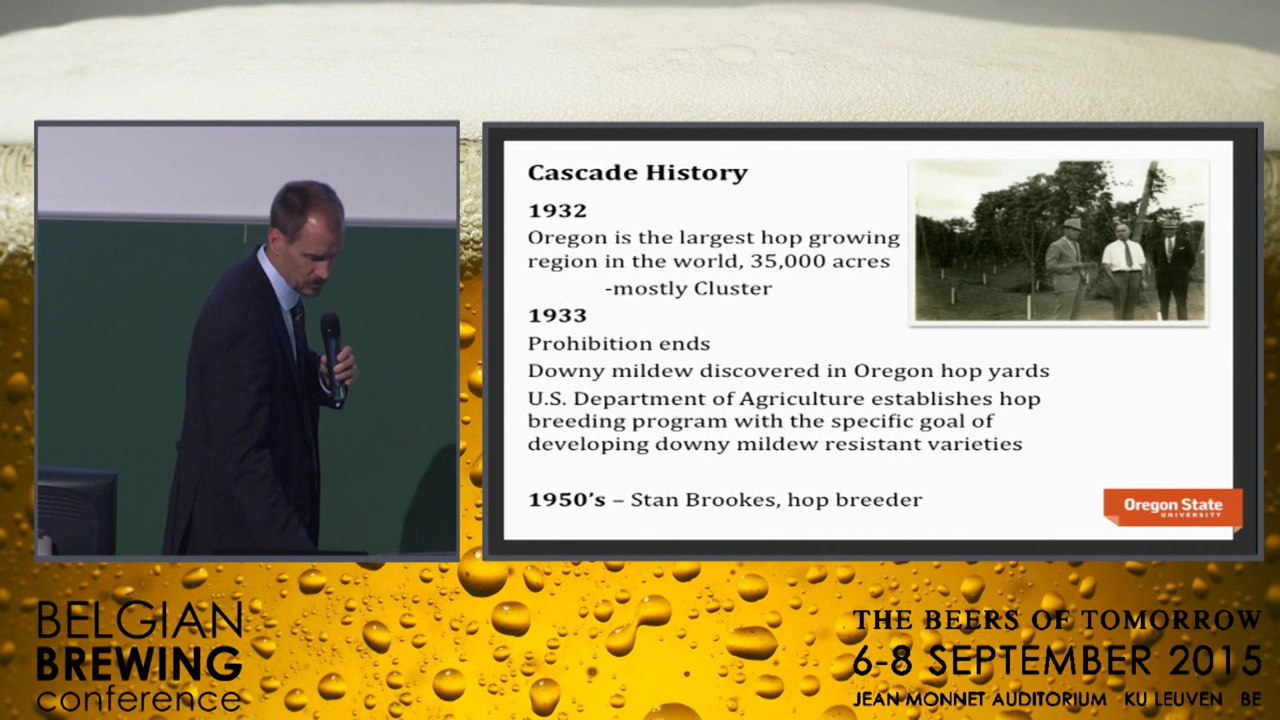 Cascade History
1932
Oregon is the largest hop growing
region in the world, 35,000 acres
-mostly Cluster
1933
Prohibition ends
Downy mildew discovered in Oregon hop yards
U.S. Department of Agriculture establishes hop
breeding program with the specific goal of
developing downy mildew resistant varieties
1950's – Stan Brookes, hop breeder
Oregon State
UNIVERSITY
BELGIAN
BREWING
conference
THE BEERS OF TOMORROW
6-8 SEPTEMBER 2015
JEAN MONNET AUDITORIUM KU LEUVEN BE